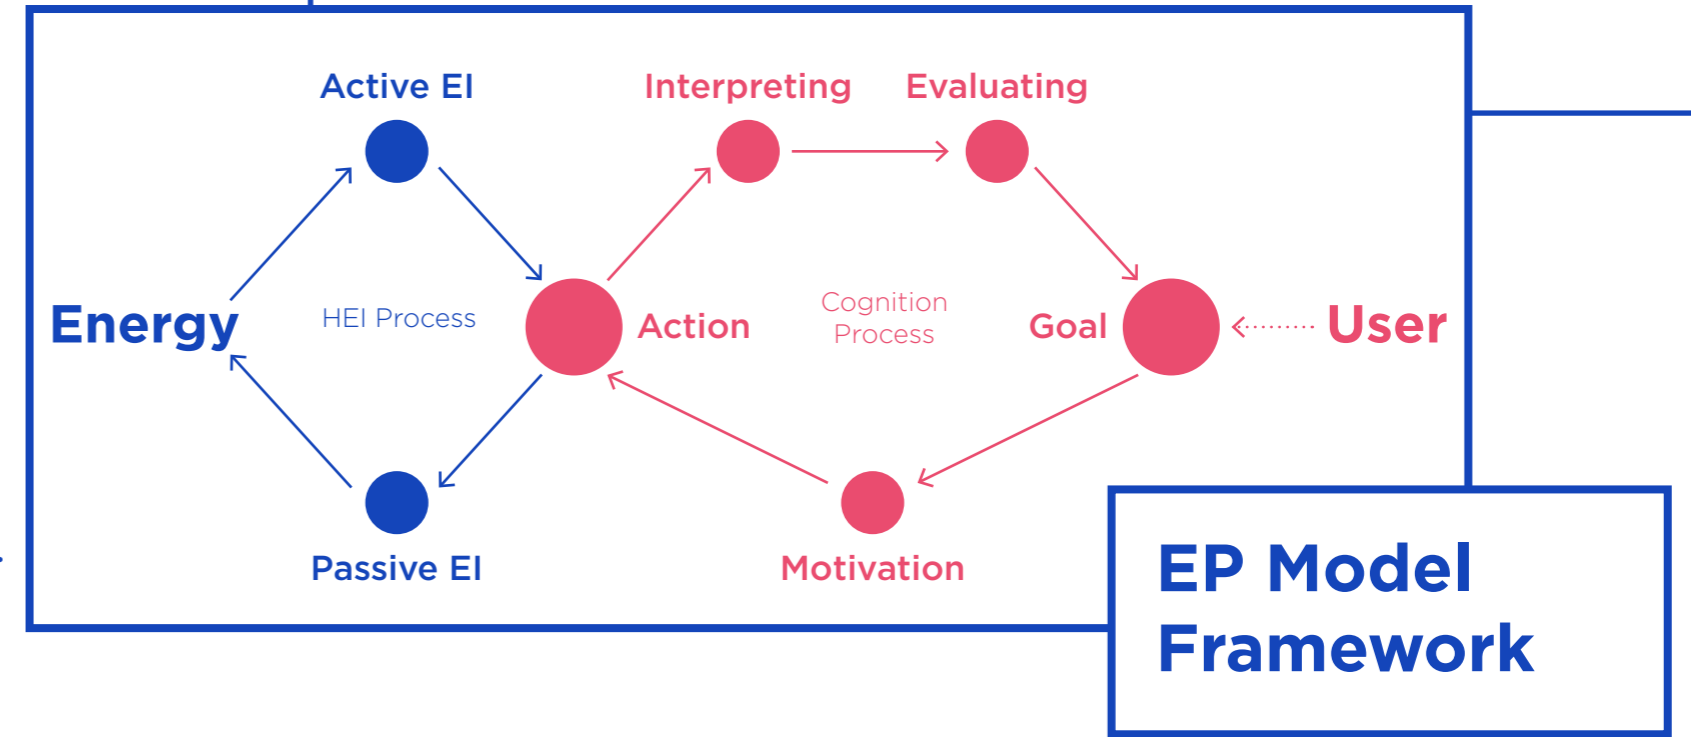 Active EI
Interpreting
Evaluating
Energy
HEI Process
Action
Cognition
Process
Goal
User
Passive EI
Motivation
EP Model
Framework